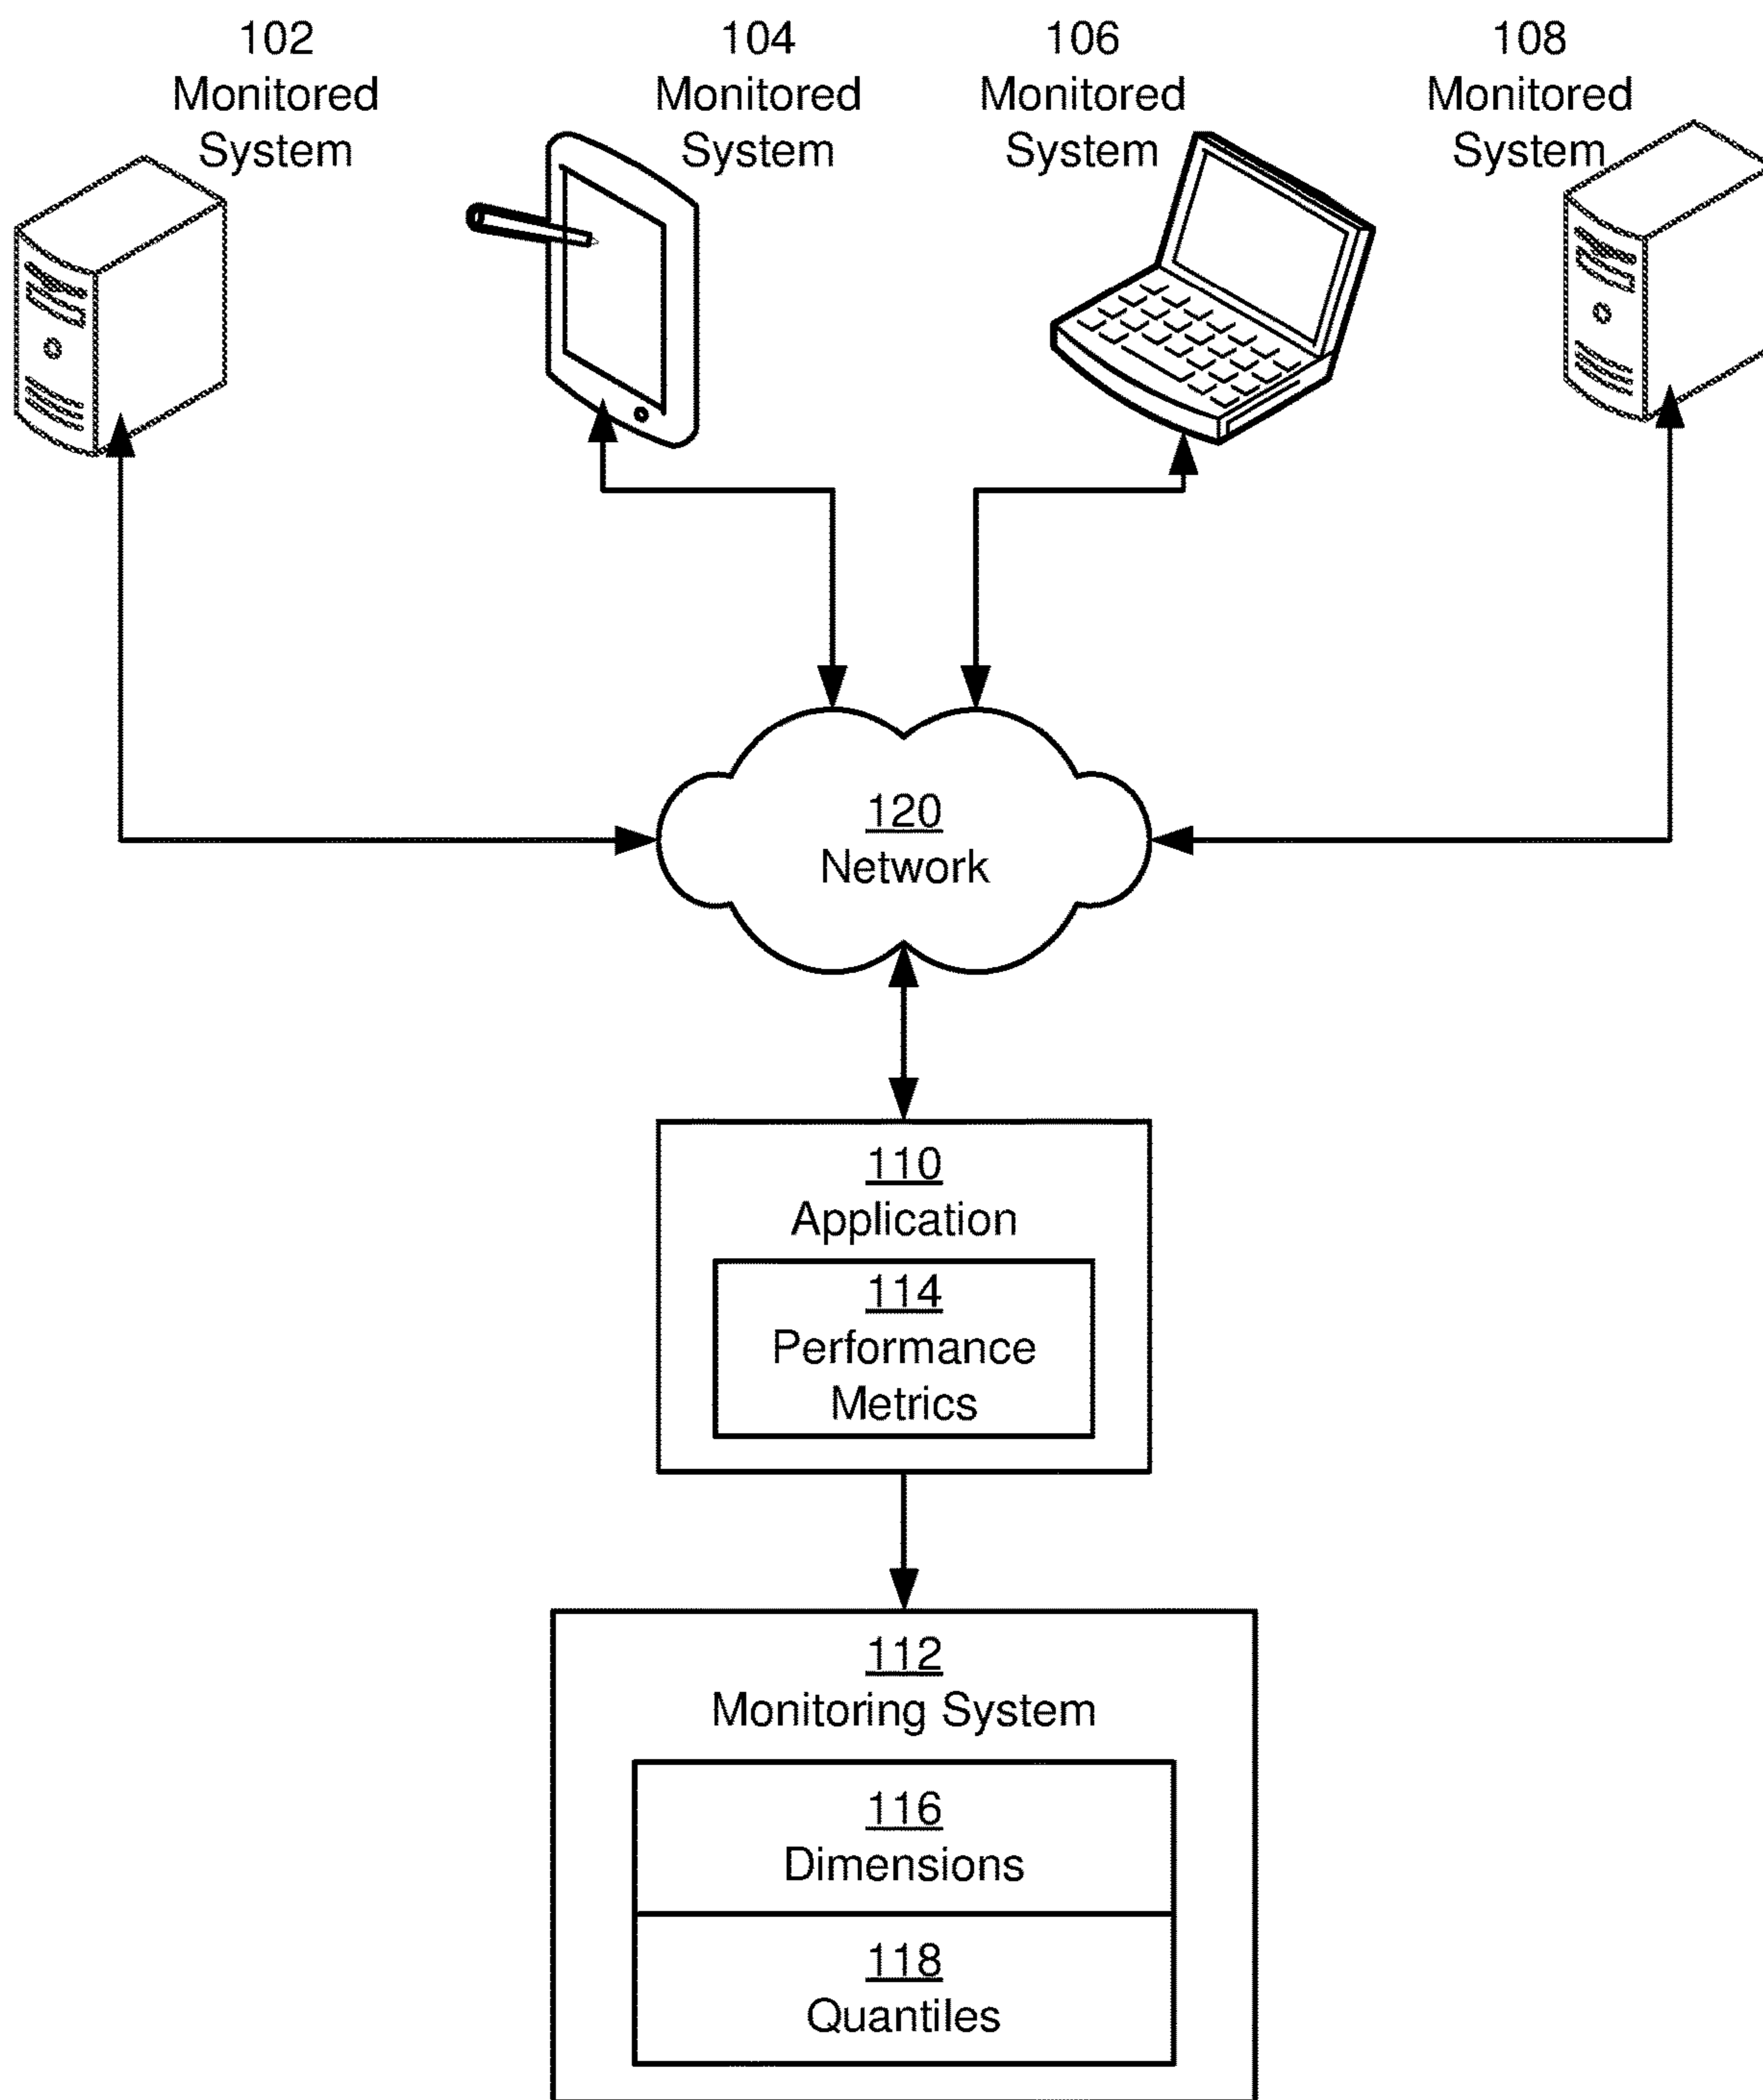 102
Monitored
System
104
Monitored
System
106
Monitored
System
108
Monitored
System
120
Network
110
Application
114
Performance
Metrics
112
Monitoring System
116
Dimensions
118
Quantiles